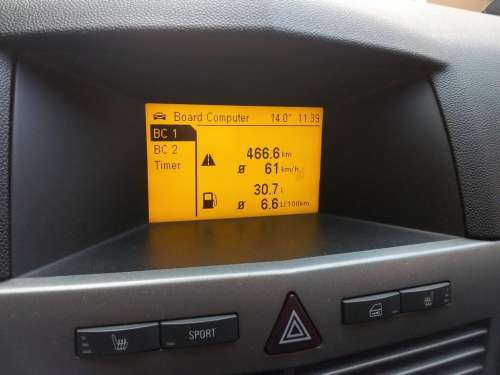 Board Computer 14.0° 11:39
BC 1
BC 2
Timer
466.6 km
ø 61 km/h
30.7 L
ø 6.6 L/100km
SPORT